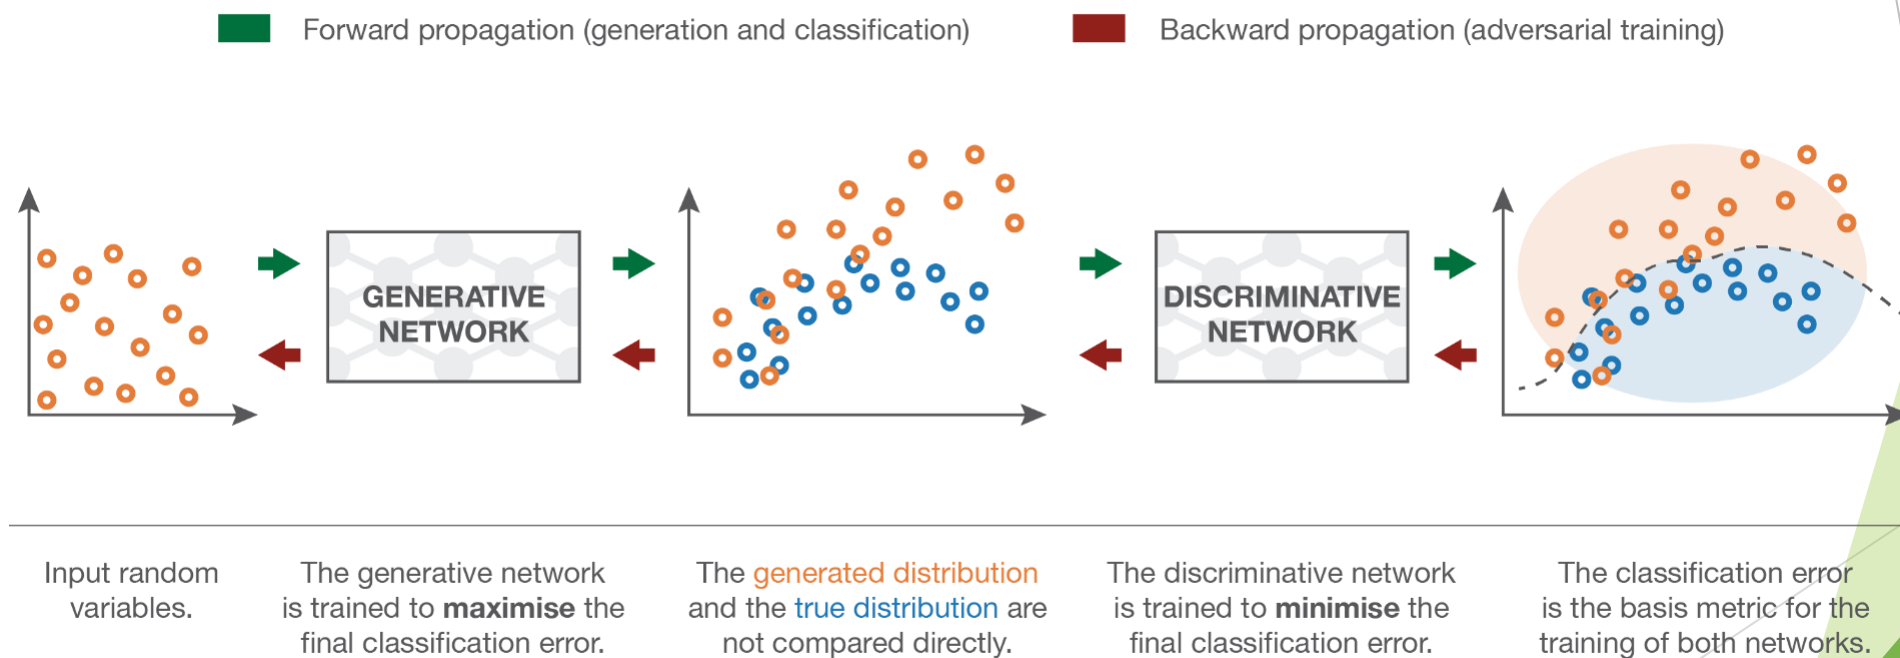 Forward propagation (generation and classification)
Backward propagation (adversarial training)
GENERATIVE
NETWORK
DISCRIMINATIVE
NETWORK
Input random
variables.
The generative network
is trained to maximise the
final classification error.
The generated distribution
and the true distribution are
not compared directly.
The discriminative network
is trained to minimise the
final classification error.
The classification error
is the basis metric for the
training of both networks.